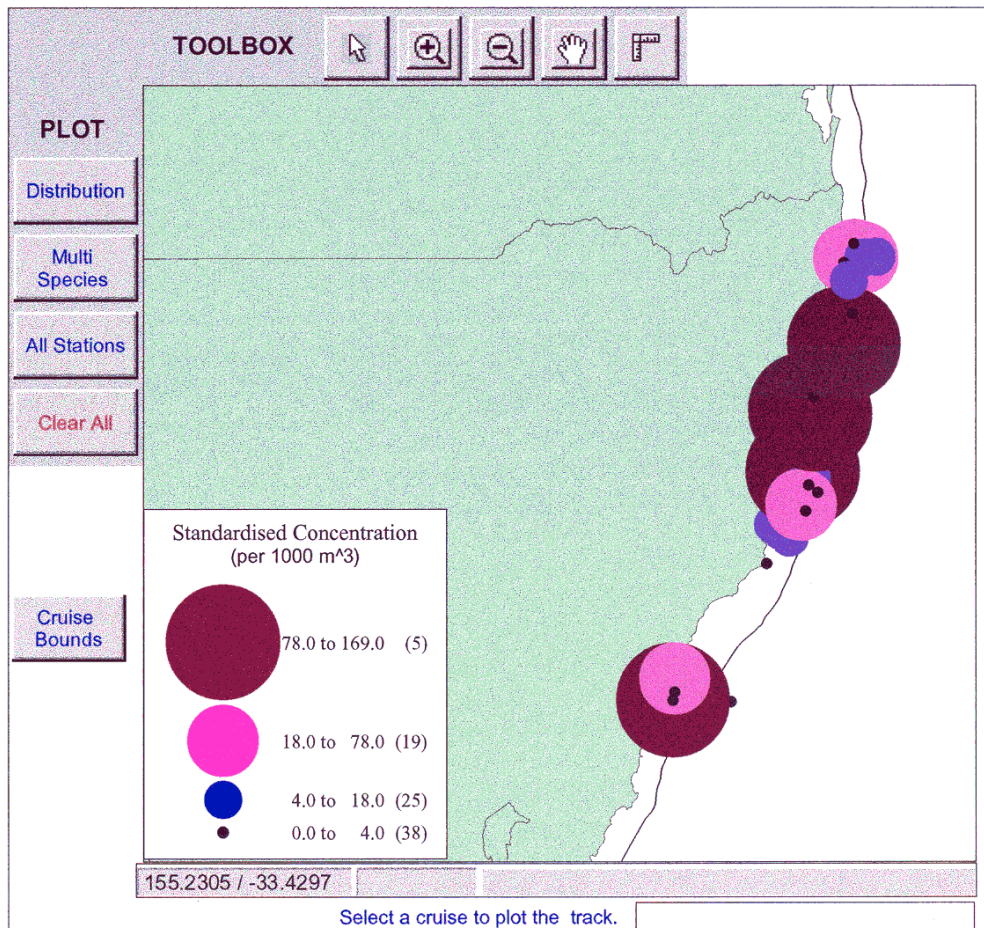 TOOLBOX
PLOT
Distribution
Multi
Species
All Stations
Clear All
Cruise
Bounds
Standardised Concentration
(per 1000 m^3)
78.0 to 169.0 (5)
18.0 to 78.0 (19)
4.0 to 18.0 (25)
0.0 to 4.0 (38)
155.2305 / -33.4297
Select a cruise to plot the track.